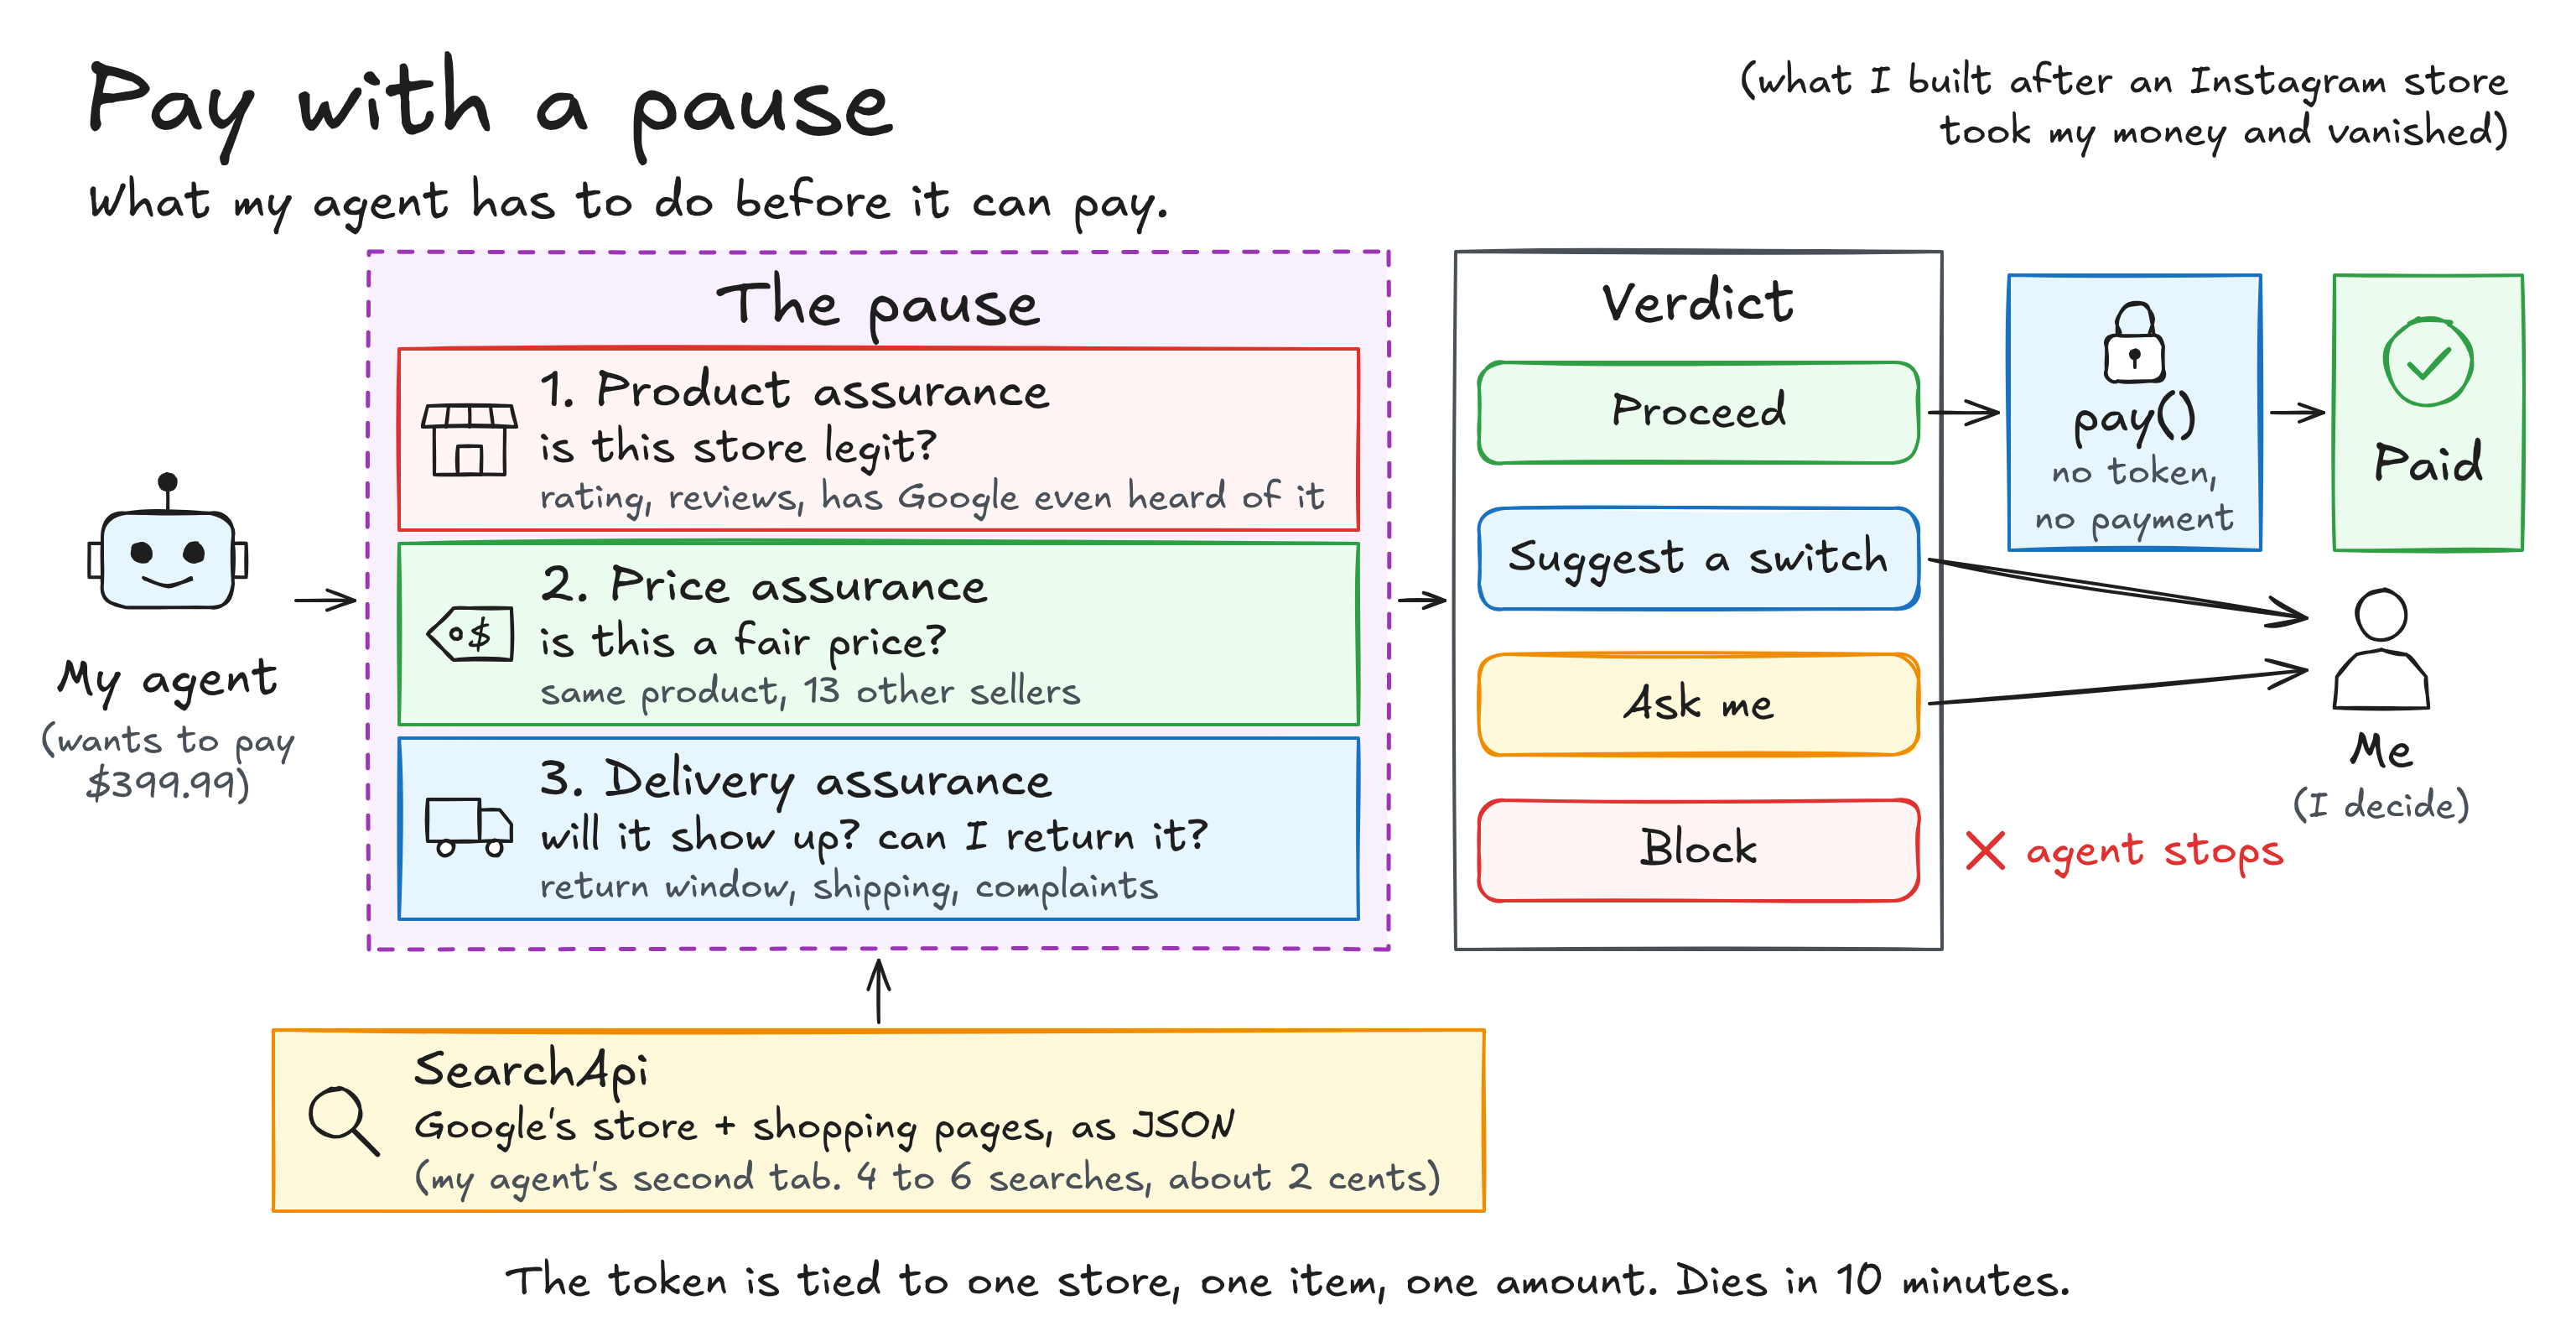 Pay with a pause
(what I built after an Instagram store
took my money and vanished)
What my agent has to do before it can pay.
My agent
(wants to pay
$399.99)
The pause
1. Product assurance
is this store legit?
rating, reviews, has Google even heard of it
$
2. Price assurance
is this a fair price?
same product, 13 other sellers
3. Delivery assurance
will it show up? can I return it?
return window, shipping, complaints
Verdict
Proceed
Suggest a switch
Ask me
Block
pay()
no token,
no payment
Paid
Me
(I decide)
agent stops
SearchApi
Google's store + shopping pages, as JSON
(my agent's second tab. 4 to 6 searches, about 2 cents)
The token is tied to one store, one item, one amount. Dies in 10 minutes.